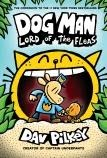 DOG MAN
LORD OF THE FLEAS
DAV PILKEY
CREATOR OF CAPTAIN UNDERPANTS